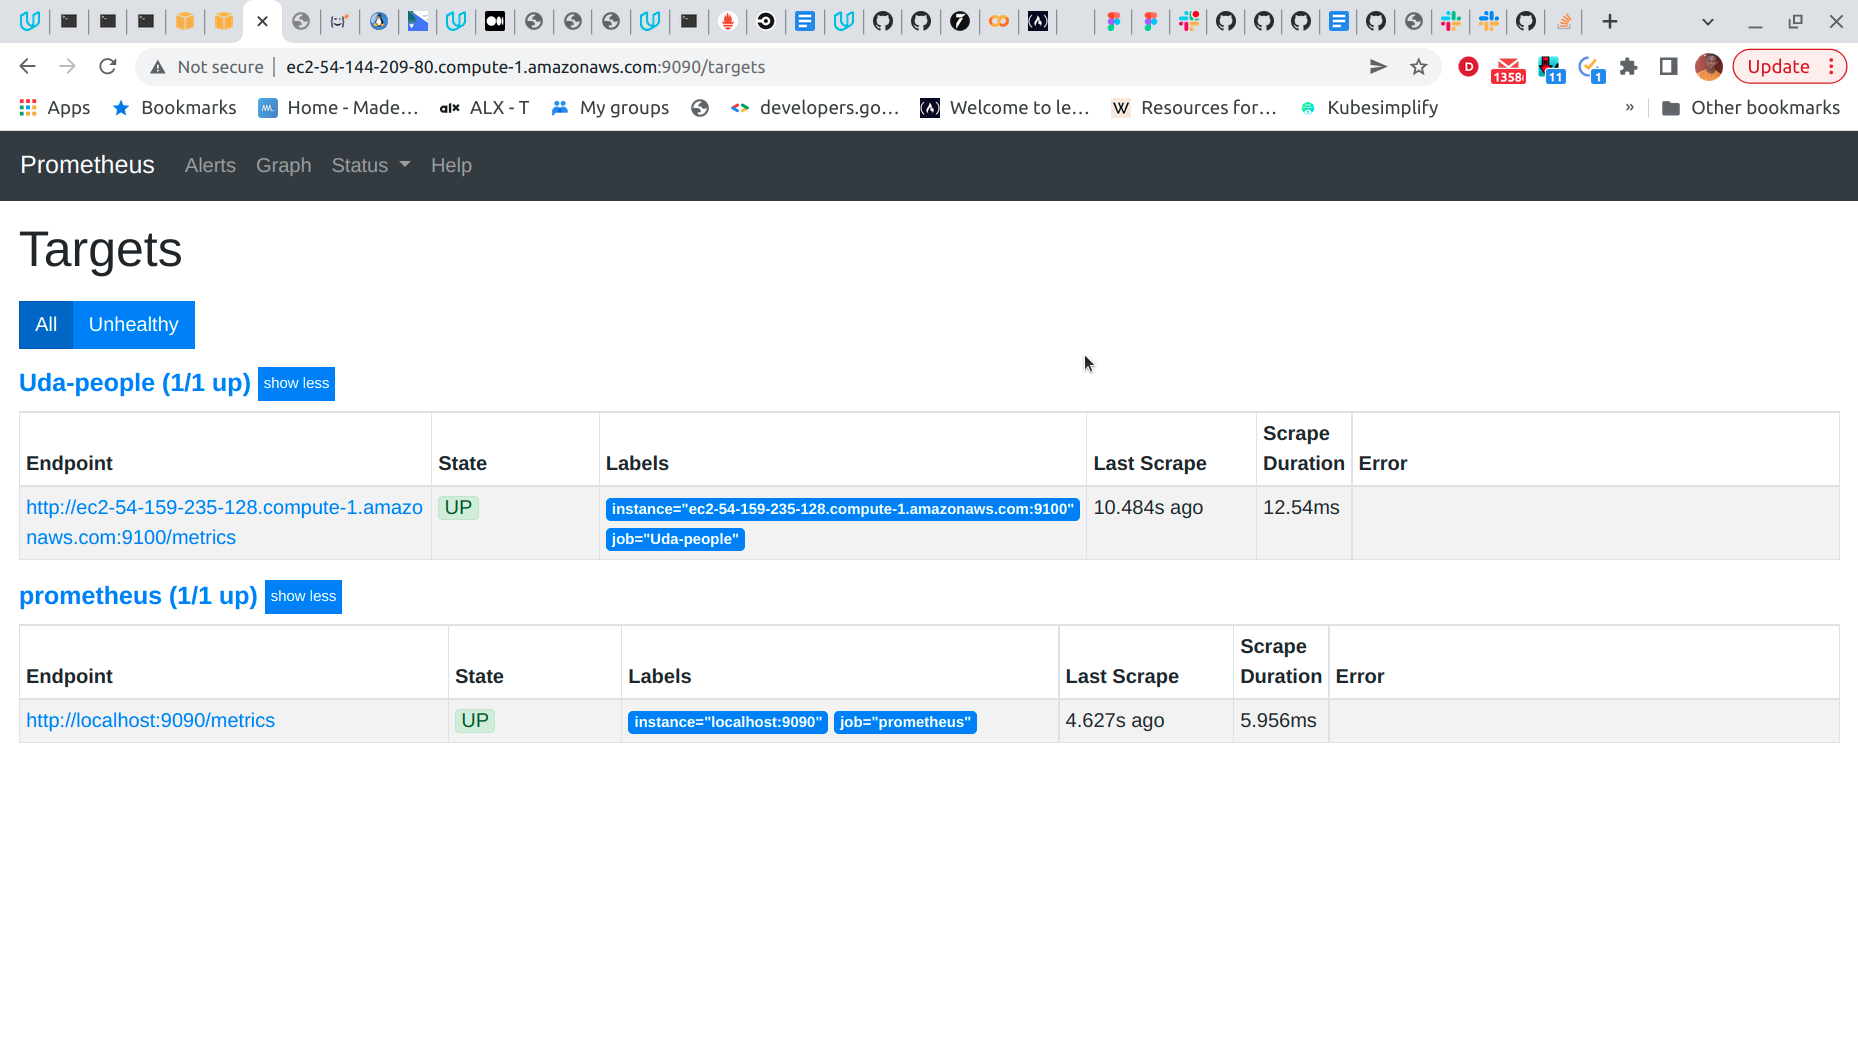 Not secure | ec2-54-144-209-80.compute-1.amazonaws.com:9090/targets
D
1358
11
1
Update
Apps Bookmarks Home - Made… alx ALX - T My groups developers.go… Welcome to le… W Resources for… Kubesimplify » Other bookmarks
Prometheus Alerts Graph Status Help
Targets
All Unhealthy
Uda-people (1/1 up) show less
Endpoint State Labels Last Scrape Scrape Duration Error
http://ec2-54-159-235-128.compute-1.amazo UP instance="ec2-54-159-235-128.compute-1.amazonaws.com:9100" 10.484s ago 12.54ms
naws.com:9100/metrics job="Uda-people"
prometheus (1/1 up) show less
Endpoint State Labels Last Scrape Scrape Duration Error
http://localhost:9090/metrics UP instance="localhost:9090" job="prometheus" 4.627s ago 5.956ms